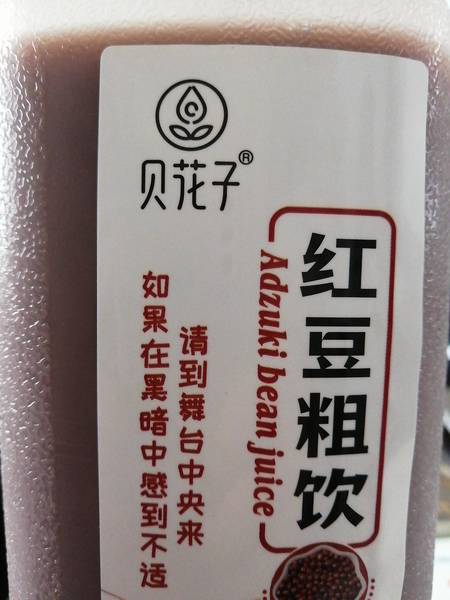 贝花子®
红豆粗饮
Adzuki bean juice
请到舞台中央来
如果在黑暗中感到不适